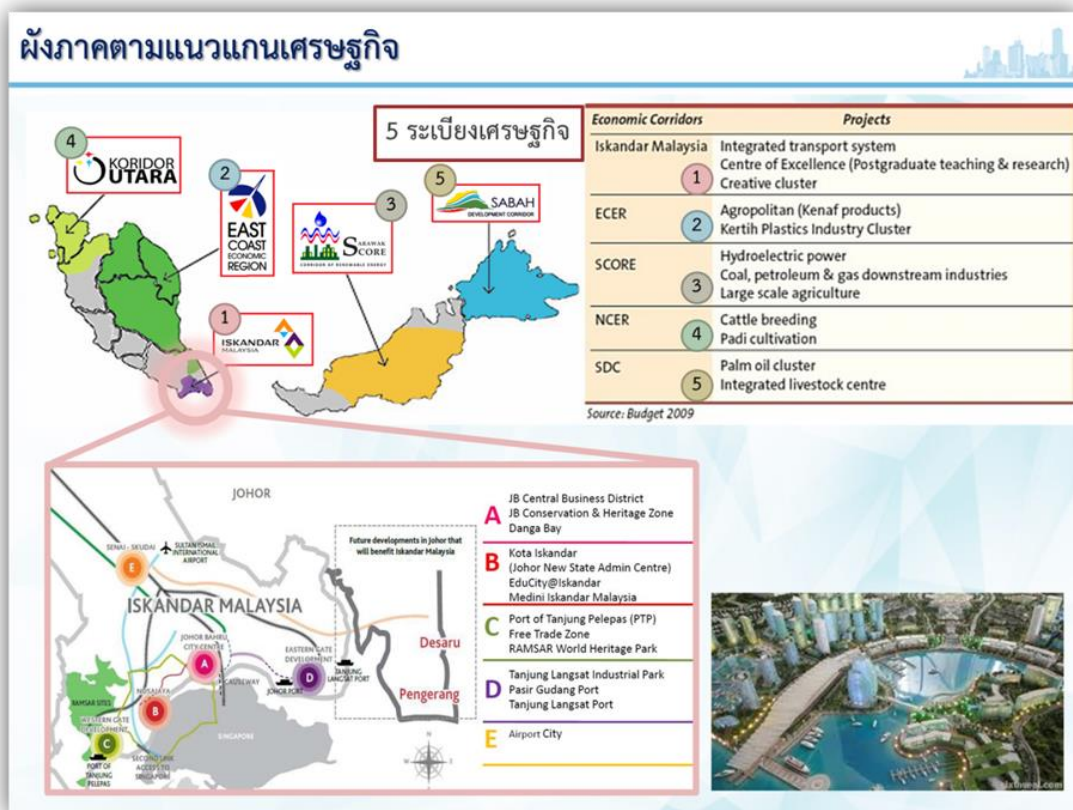 ผังภาคตามแนวแกนเศรษฐกิจ
5 ระเบียงเศรษฐกิจ
4
KORIDOR
UTARA
2
EAST
COAST
ECONOMIC
REGION
3
SARAWAK
SCORE
CORRIDOR OF RENEWABLE ENERGY
5
SABAH
DEVELOPMENT CORRIDOR
1
ISKANDAR
MALAYSIA
Economic Corridors Projects
Iskandar Malaysia Integrated transport system
Centre of Excellence (Postgraduate teaching & research)
1 Creative cluster
ECER Agropolitan (Kenaf products)
2 Kertih Plastics Industry Cluster
SCORE Hydroelectric power
3 Coal, petroleum & gas downstream industries
Large scale agriculture
NCER Cattle breeding
4 Padi cultivation
SDC Palm oil cluster
5 Integrated livestock centre
Source: Budget 2009
JOHOR
SENAI - SKUDAI
SULTAN ISMAIL
INTERNATIONAL
AIRPORT
E
ISKANDAR MALAYSIA
Future developments in Johor that
will benefit Iskandar Malaysia
JOHOR BAHRU
CITY CENTRE
A
CAUSEWAY
EASTERN GATE
DEVELOPMENT
D
JOHOR PORT
TANJUNG
LANGSAT PORT
Desaru
Pengerang
NUSAJAYA
B
RAMSAR SITES
WESTERN GATE
DEVELOPMENT
C
PORT OF
TANJUNG
PELEPAS
SECOND LINK
ACCESS TO
SINGAPORE
SINGAPORE
N
W E
S
A
JB Central Business District
JB Conservation & Heritage Zone
Danga Bay
B
Kota Iskandar
(Johor New State Admin Centre)
EduCity@Iskandar
Medini Iskandar Malaysia
C
Port of Tanjung Pelepas (PTP)
Free Trade Zone
RAMSAR World Heritage Park
D
Tanjung Langsat Industrial Park
Pasir Gudang Port
Tanjung Langsat Port
E
Airport City